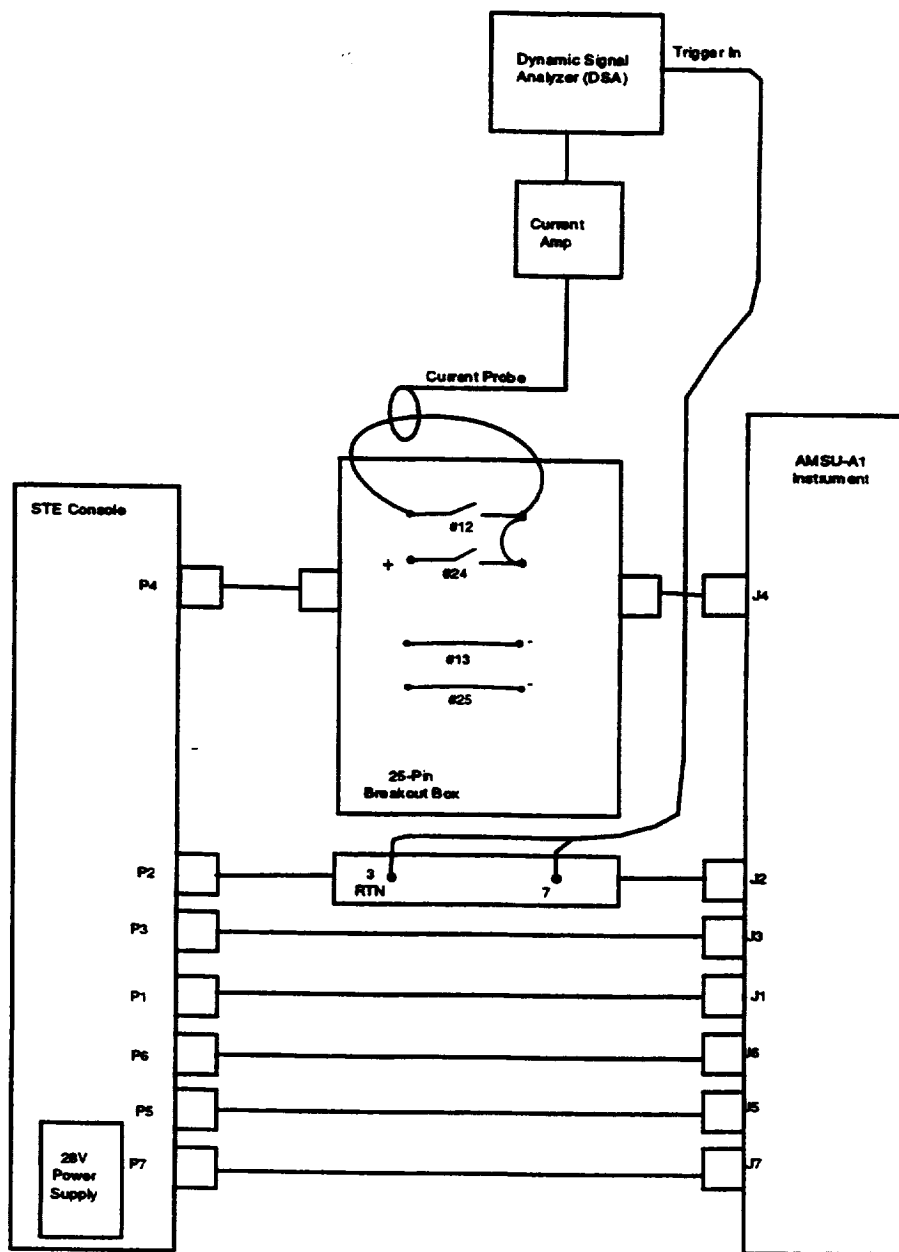 Dynamic Signal
Analyzer (DSA)
Trigger In
Current
Amp
Current Probe
AMSU-A1
Instrument
STE Console
#12
+
#24
P4
J4
-
#13
-
#25
25-Pin
Breakout Box
P2
3
RTN
7
J2
P3
J3
P1
J1
P6
J6
P5
J5
28V
Power
Supply
P7
J7